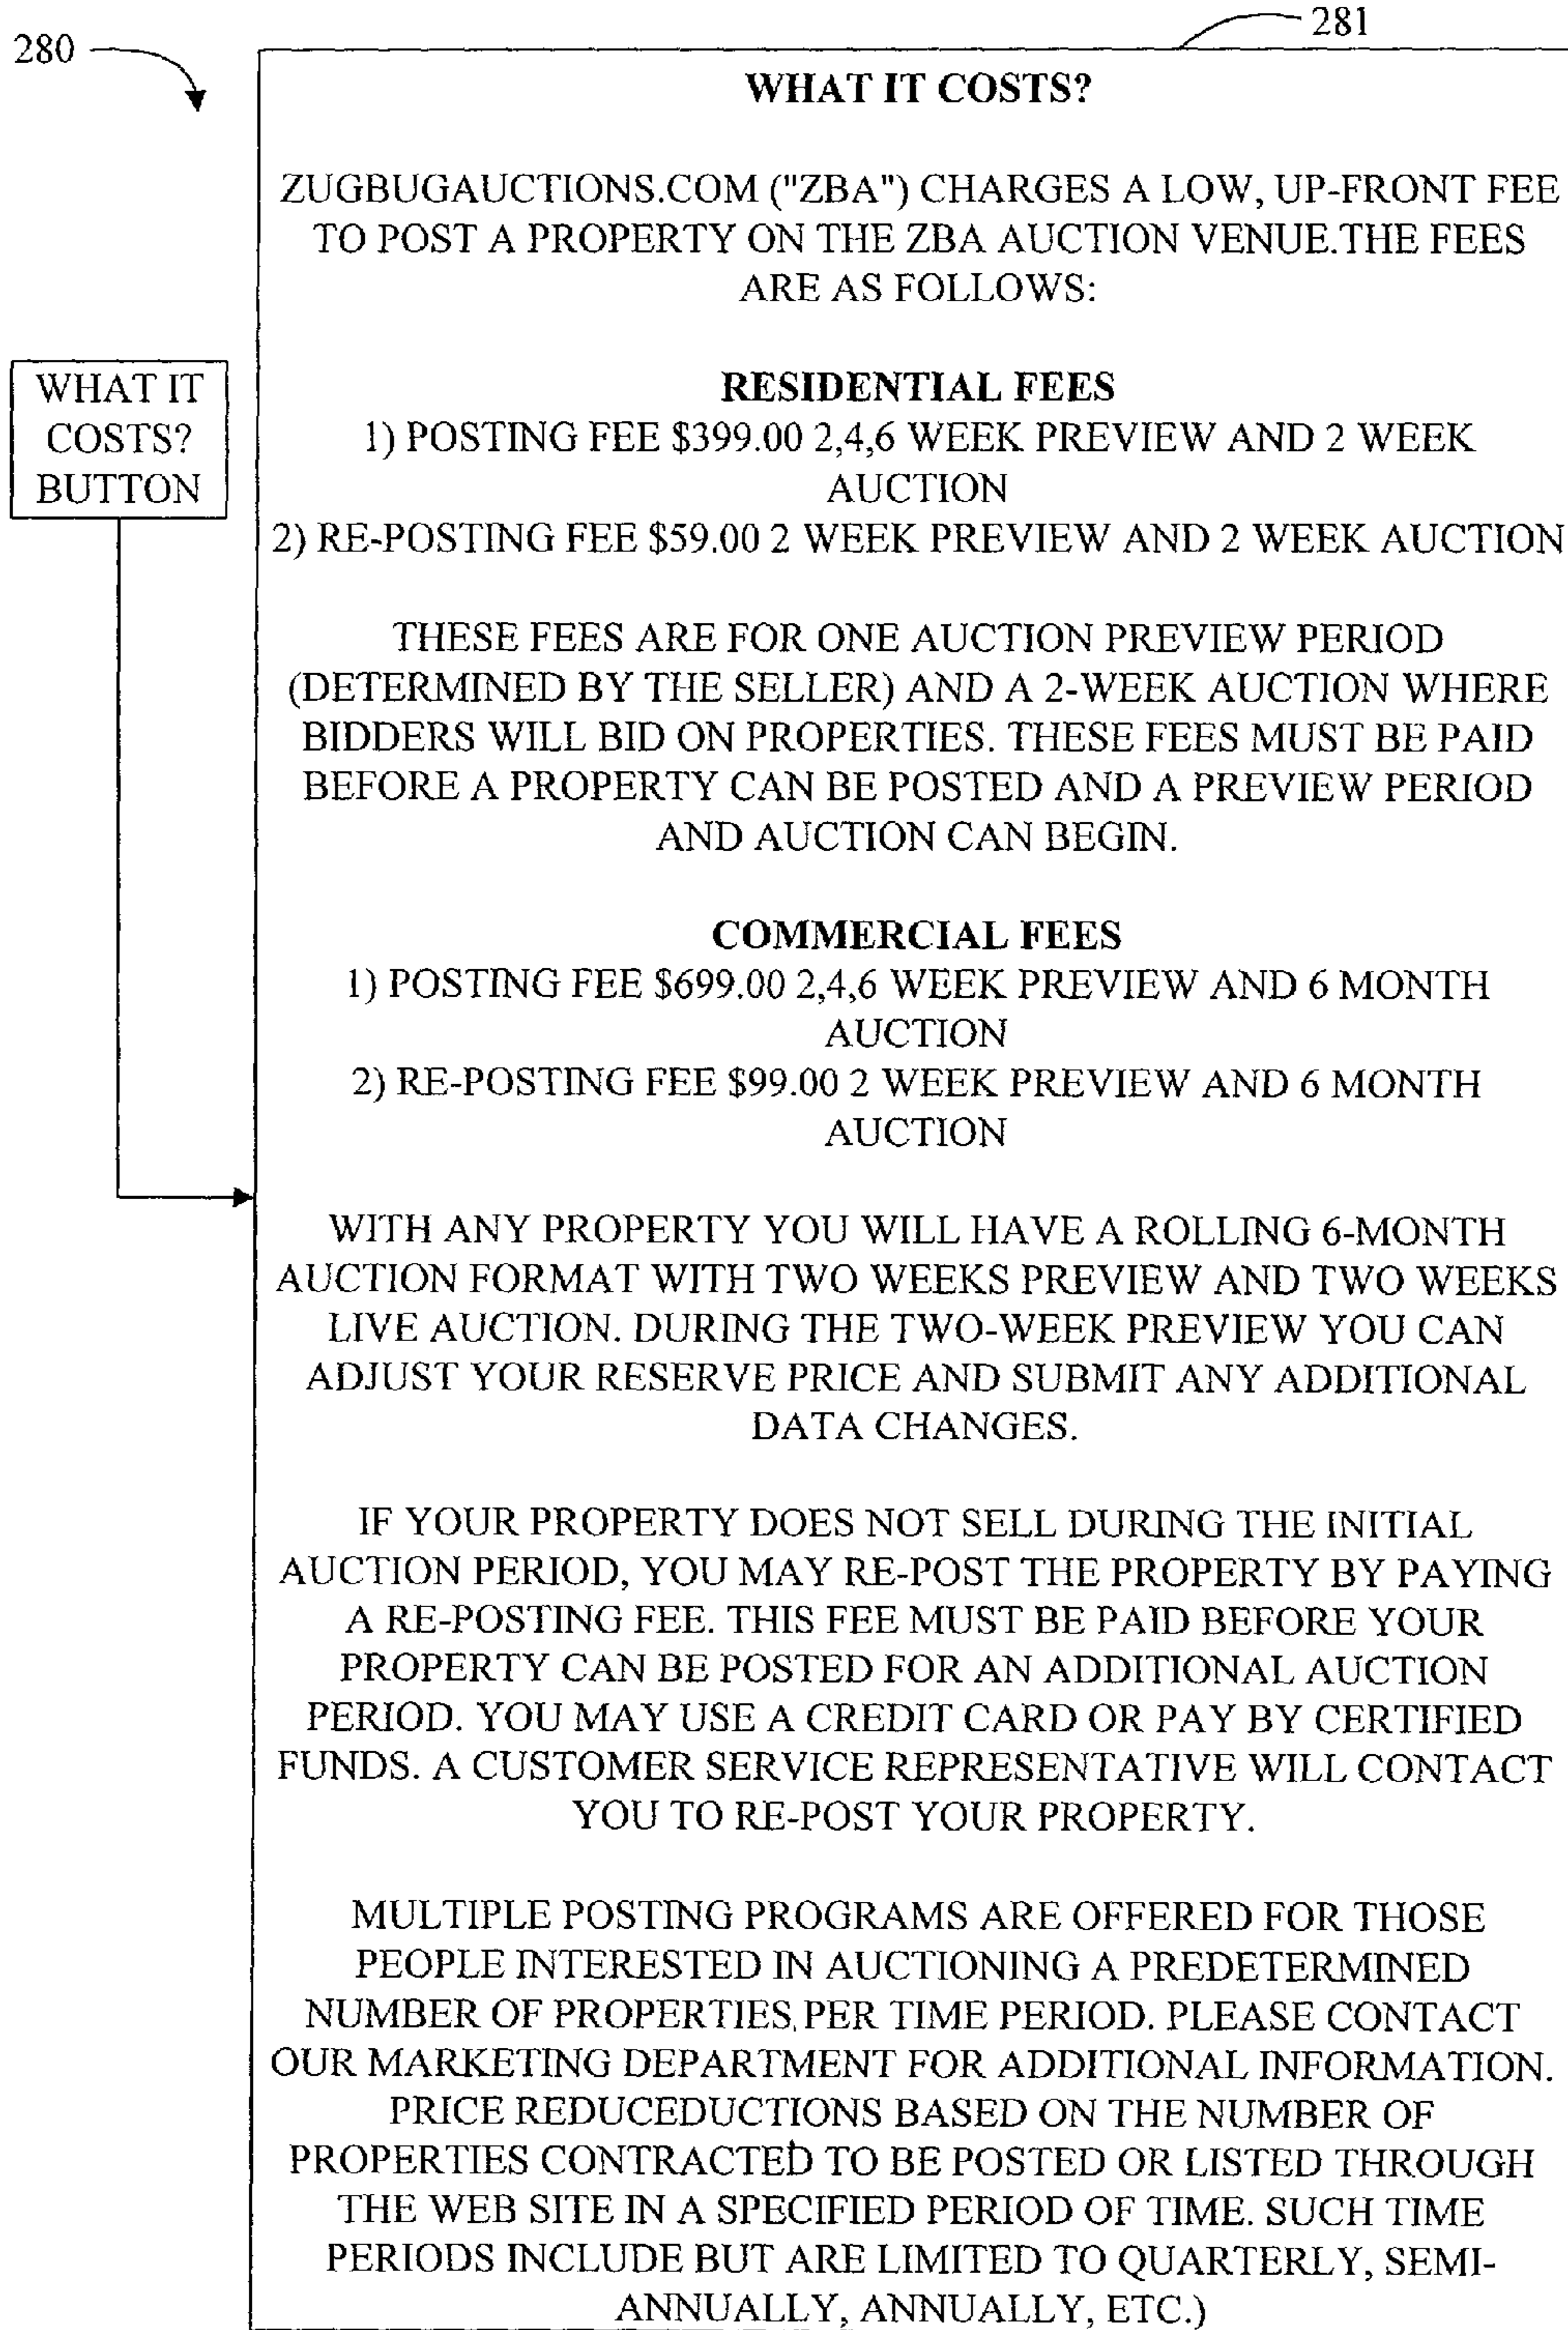 280
281
WHAT IT COSTS?
ZUGBUGAUCTIONS.COM ("ZBA") CHARGES A LOW, UP-FRONT FEE
TO POST A PROPERTY ON THE ZBA AUCTION VENUE.THE FEES
ARE AS FOLLOWS:
WHAT IT
COSTS?
BUTTON
RESIDENTIAL FEES
1) POSTING FEE $399.00 2,4,6 WEEK PREVIEW AND 2 WEEK
AUCTION
2) RE-POSTING FEE $59.00 2 WEEK PREVIEW AND 2 WEEK AUCTION
THESE FEES ARE FOR ONE AUCTION PREVIEW PERIOD
(DETERMINED BY THE SELLER) AND A 2-WEEK AUCTION WHERE
BIDDERS WILL BID ON PROPERTIES. THESE FEES MUST BE PAID
BEFORE A PROPERTY CAN BE POSTED AND A PREVIEW PERIOD
AND AUCTION CAN BEGIN.
COMMERCIAL FEES
1) POSTING FEE $699.00 2,4,6 WEEK PREVIEW AND 6 MONTH
AUCTION
2) RE-POSTING FEE $99.00 2 WEEK PREVIEW AND 6 MONTH
AUCTION
WITH ANY PROPERTY YOU WILL HAVE A ROLLING 6-MONTH
AUCTION FORMAT WITH TWO WEEKS PREVIEW AND TWO WEEKS
LIVE AUCTION. DURING THE TWO-WEEK PREVIEW YOU CAN
ADJUST YOUR RESERVE PRICE AND SUBMIT ANY ADDITIONAL
DATA CHANGES.
IF YOUR PROPERTY DOES NOT SELL DURING THE INITIAL
AUCTION PERIOD, YOU MAY RE-POST THE PROPERTY BY PAYING
A RE-POSTING FEE. THIS FEE MUST BE PAID BEFORE YOUR
PROPERTY CAN BE POSTED FOR AN ADDITIONAL AUCTION
PERIOD. YOU MAY USE A CREDIT CARD OR PAY BY CERTIFIED
FUNDS. A CUSTOMER SERVICE REPRESENTATIVE WILL CONTACT
YOU TO RE-POST YOUR PROPERTY.
MULTIPLE POSTING PROGRAMS ARE OFFERED FOR THOSE
PEOPLE INTERESTED IN AUCTIONING A PREDETERMINED
NUMBER OF PROPERTIES PER TIME PERIOD. PLEASE CONTACT
OUR MARKETING DEPARTMENT FOR ADDITIONAL INFORMATION.
PRICE REDUCEDUCTIONS BASED ON THE NUMBER OF
PROPERTIES CONTRACTED TO BE POSTED OR LISTED THROUGH
THE WEB SITE IN A SPECIFIED PERIOD OF TIME. SUCH TIME
PERIODS INCLUDE BUT ARE LIMITED TO QUARTERLY, SEMI-
ANNUALLY, ANNUALLY, ETC.)